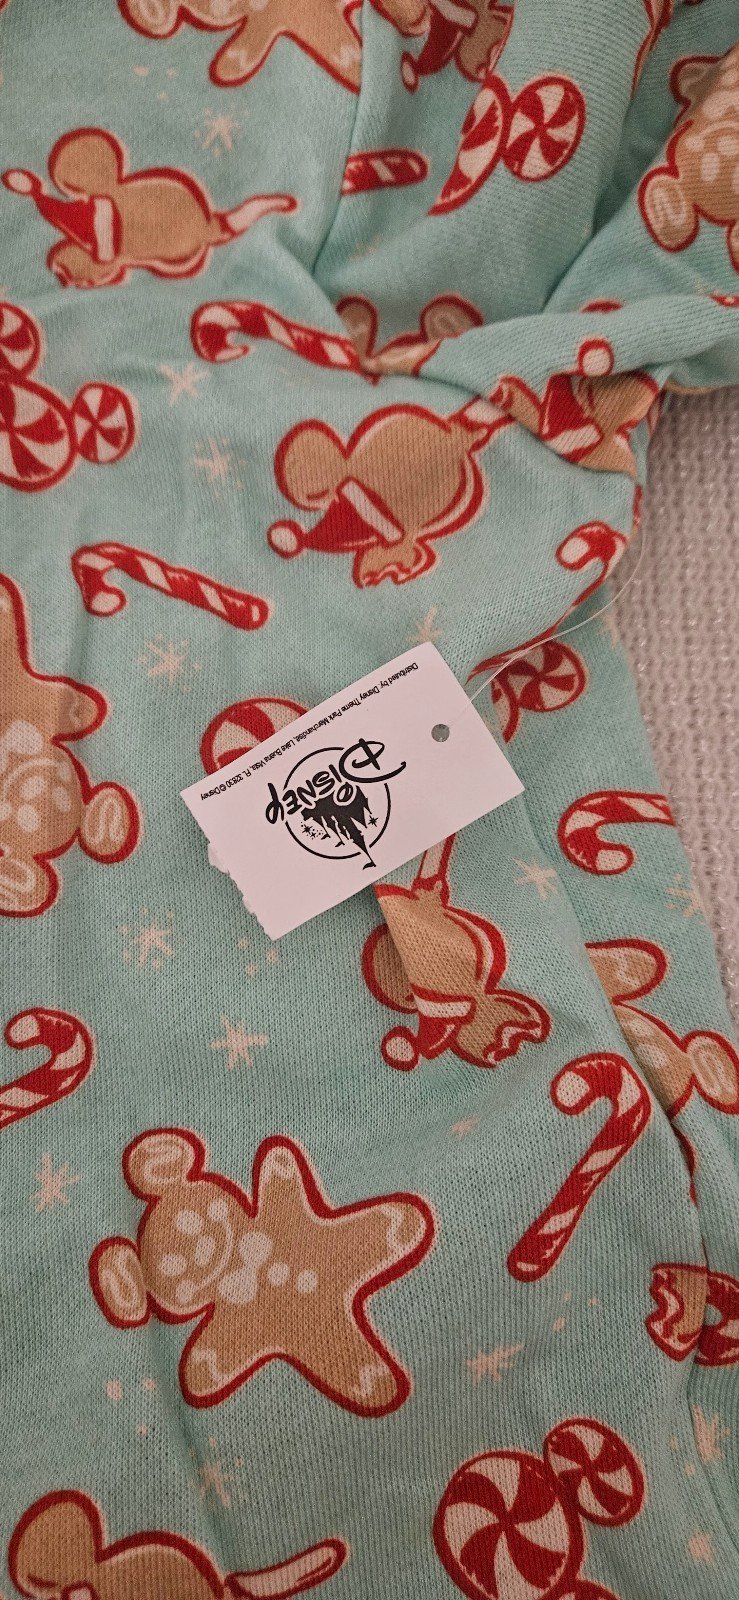 Distributed by: Disney Theme Park Merchandise, Lake Buena Vista, FL 32830 © Disney
Disney